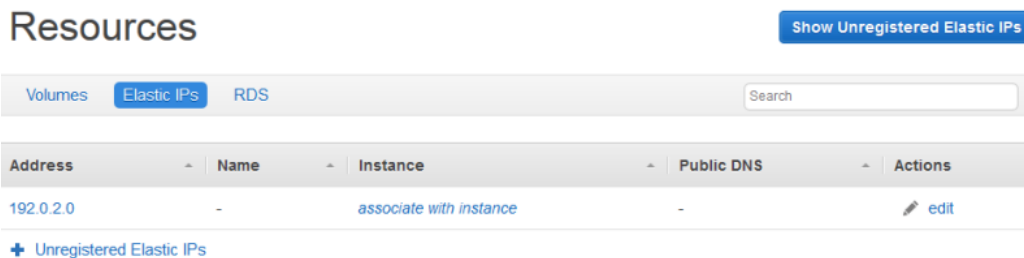 Resources
Show Unregistered Elastic IPs
Volumes Elastic IPs RDS Search
Address Name Instance Public DNS Actions
192.0.2.0 - associate with instance - edit
Unregistered Elastic IPs